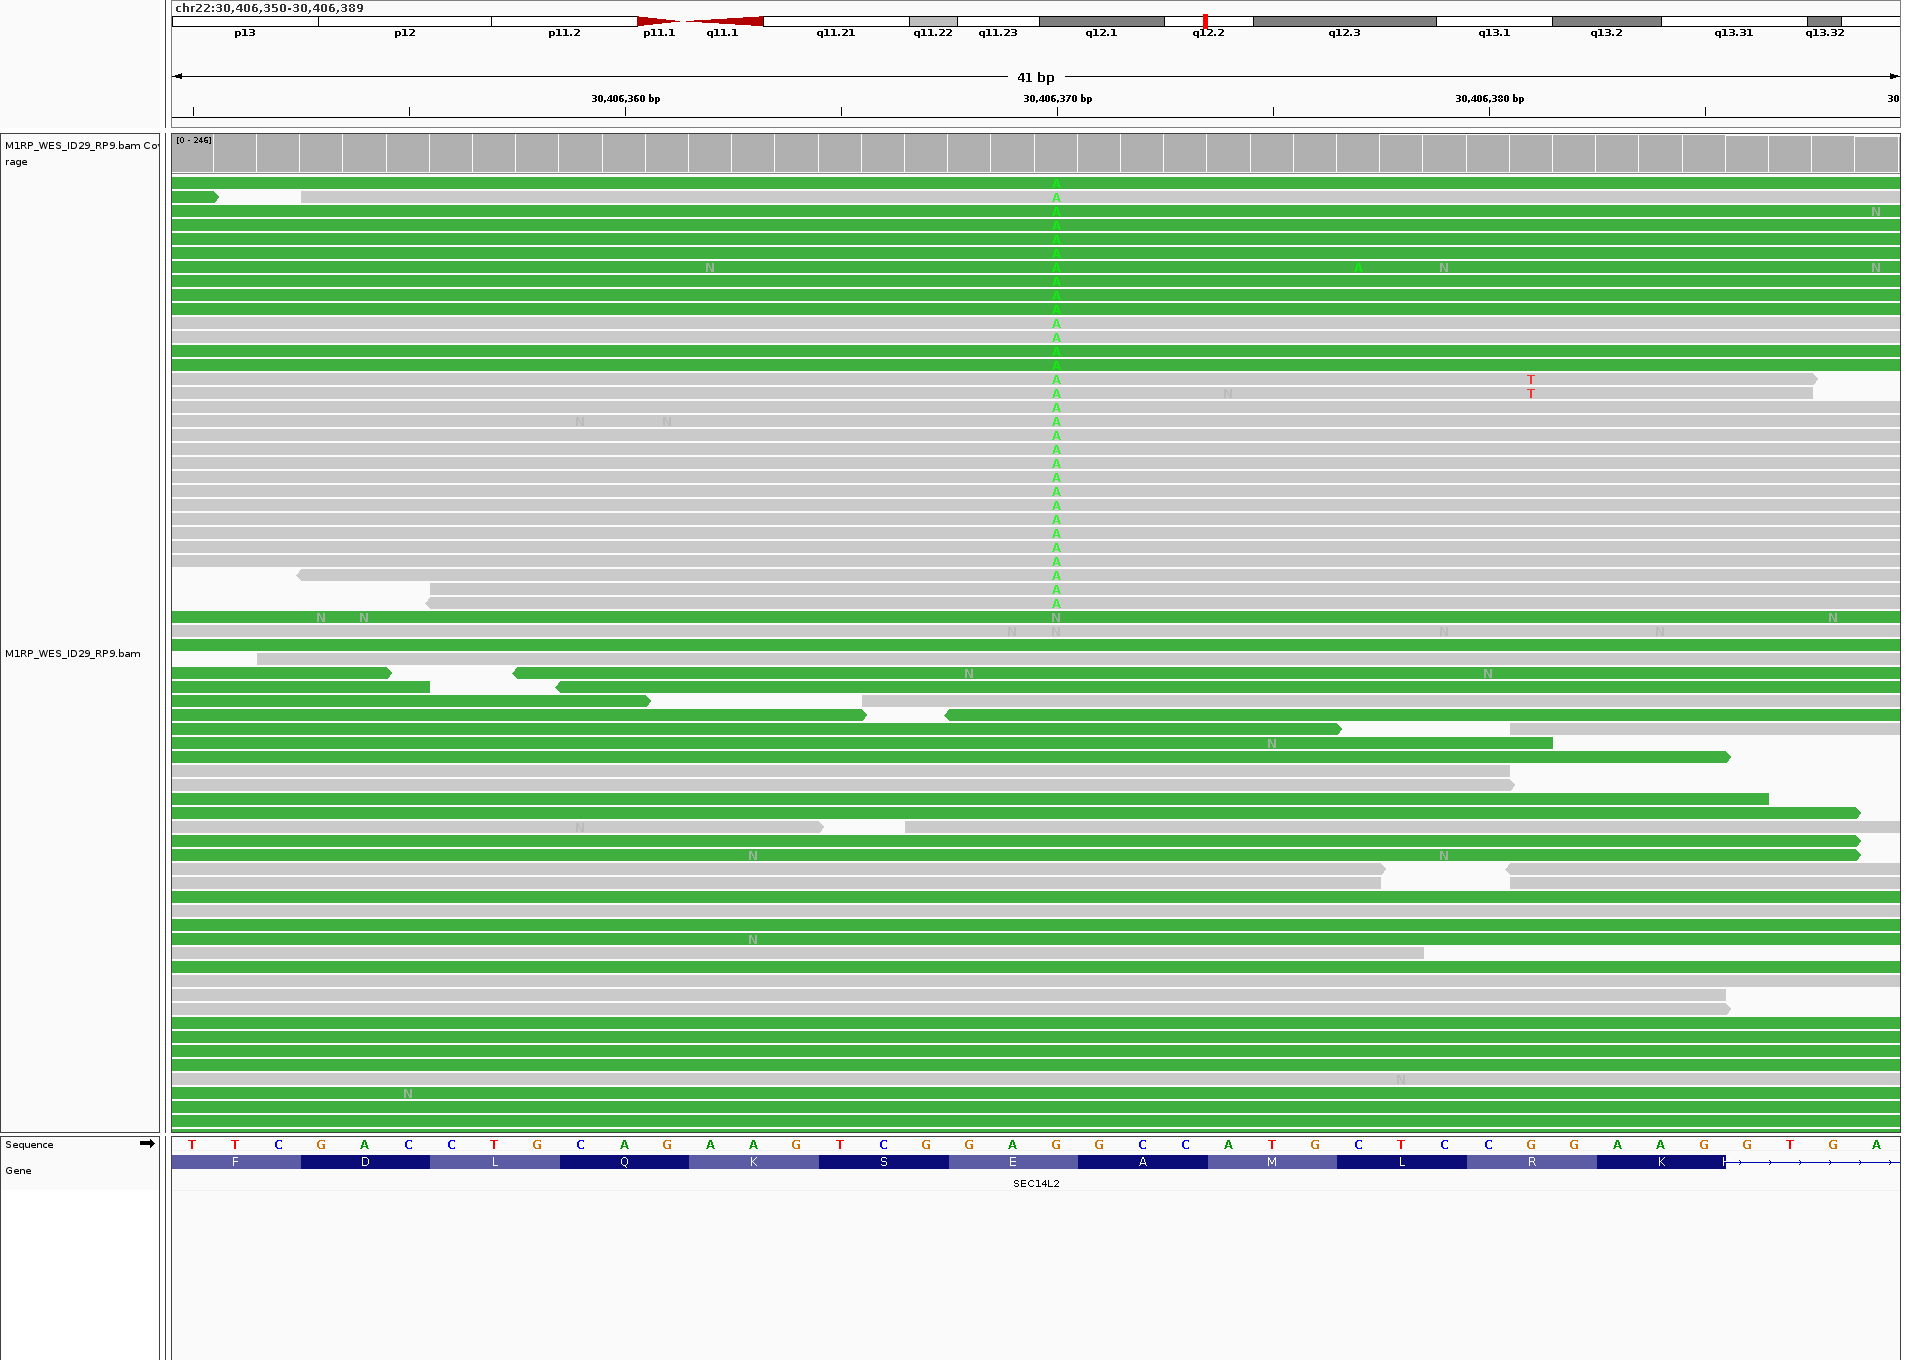 chr22:30,406,350-30,406,389
p13 p12 p11.2 p11.1 q11.1 q11.21 q11.22 q11.23 q12.1 q12.2 q12.3 q13.1 q13.2 q13.31 q13.32
41 bp
30,406,360 bp 30,406,370 bp 30,406,380 bp 30
M1RP_WES_ID29_RP9.bam Co
rage
[0 - 246]
A
A
A N
A
A
A
N A A N N
A
A
A
A
A
A
A
A T
A N T
A
N N A
A
A
A
A
A
A
A
A
A
A
A
A
A
N N N N
N N N N
M1RP_WES_ID29_RP9.bam
N N
N
N
N N
N
N
N
Sequence T T C G A C C T G C A G A A G T C G G A G G C C A T G C T C C G G A A G G T G A
Gene F D L Q K S E A M L R K
SEC14L2